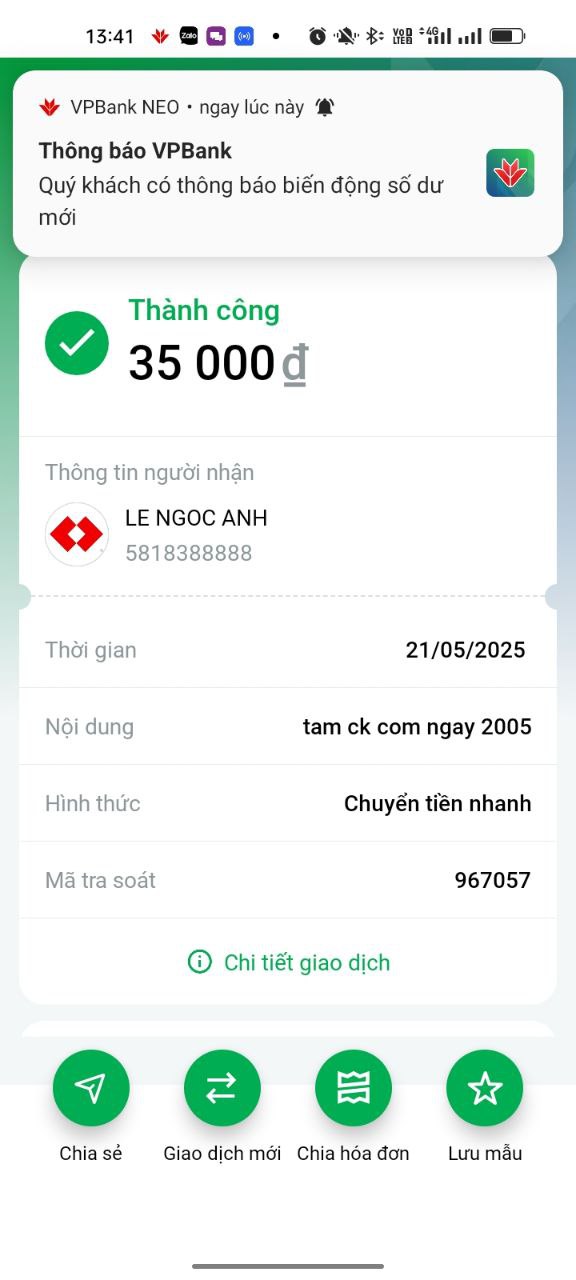 13:41
Zalo
VoD
LTED
4G
VPBank NEO • ngay lúc này
Thông báo VPBank
Quý khách có thông báo biến động số dư
mới
Thành công
35 000 đ
Thông tin người nhận
LE NGOC ANH
5818388888
Thời gian 21/05/2025
Nội dung tam ck com ngay 2005
Hình thức Chuyển tiền nhanh
Mã tra soát 967057
Chi tiết giao dịch
Chia sẻ Giao dịch mới Chia hóa đơn Lưu mẫu